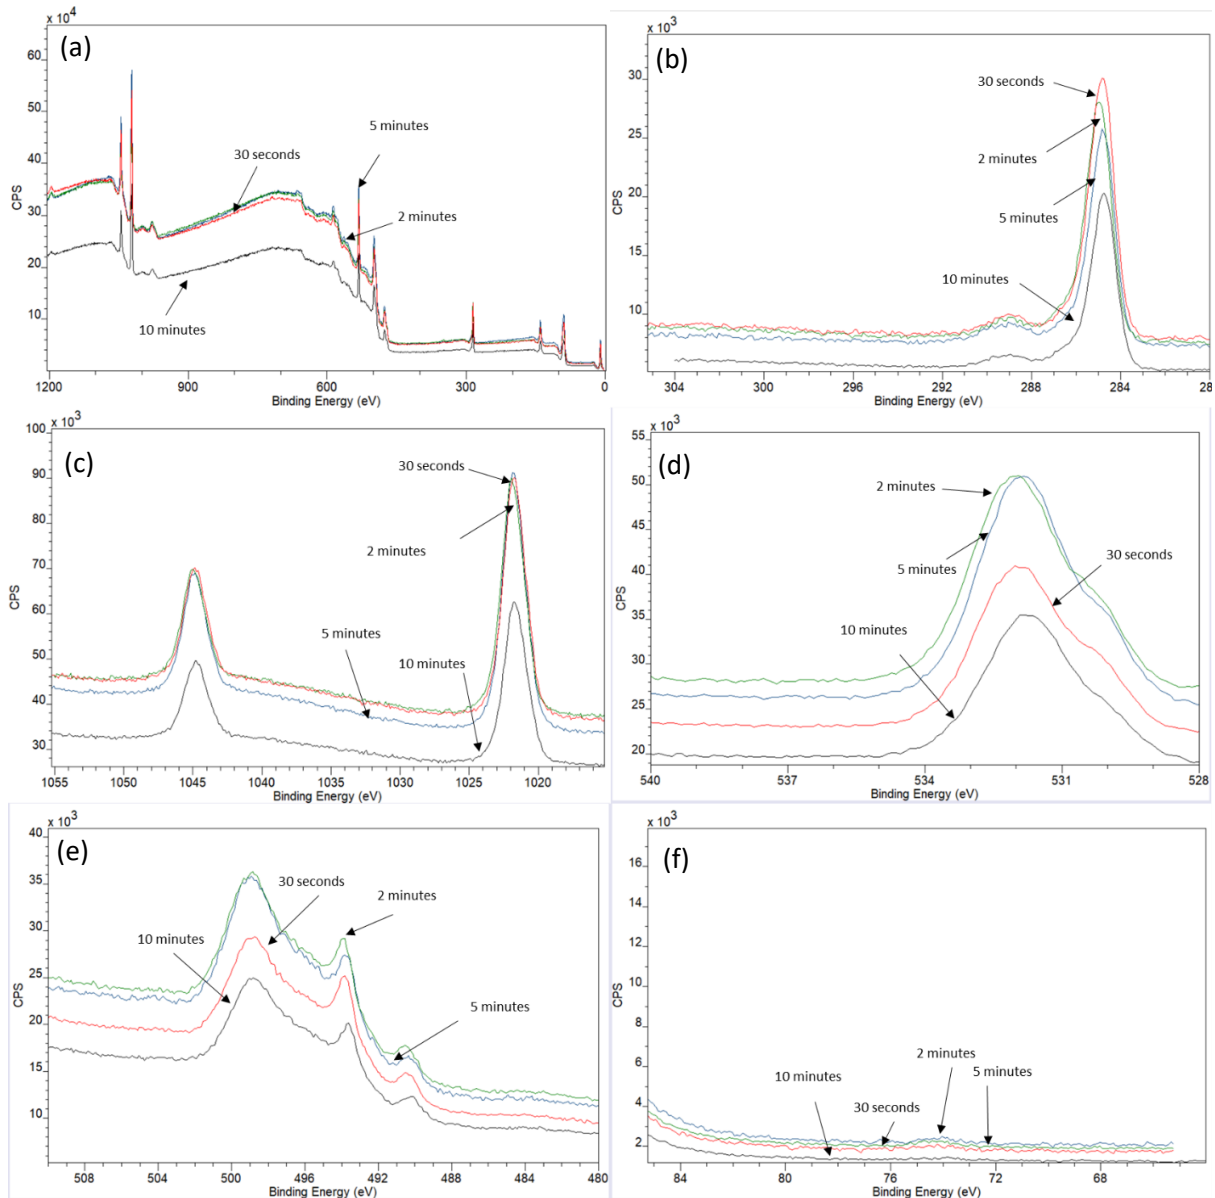 x 10^4
(a)
60
50
40
30
20
10
CPS
5 minutes
30 seconds
2 minutes
10 minutes
1200 900 600 300 0
Binding Energy (eV)
x 10^3
(b)
30
25
20
15
10
CPS
30 seconds
2 minutes
5 minutes
10 minutes
304 300 296 292 288 284 28
Binding Energy (eV)
x 10^3
(c)
100
90
80
70
60
50
40
30
CPS
30 seconds
2 minutes
5 minutes
10 minutes
1055 1050 1045 1040 1035 1030 1025 1020
Binding Energy (eV)
x 10^3
(d)
55
50
45
40
35
30
25
20
CPS
2 minutes
5 minutes
30 seconds
10 minutes
540 537 534 531 528
Binding Energy (eV)
x 10^3
(e)
40
35
30
25
20
15
10
CPS
30 seconds
2 minutes
10 minutes
5 minutes
508 504 500 496 492 488 484 480
Binding Energy (eV)
x 10^3
(f)
16
14
12
10
8
6
4
2
CPS
2 minutes
10 minutes
5 minutes
30 seconds
84 80 76 72 68
Binding Energy (eV)